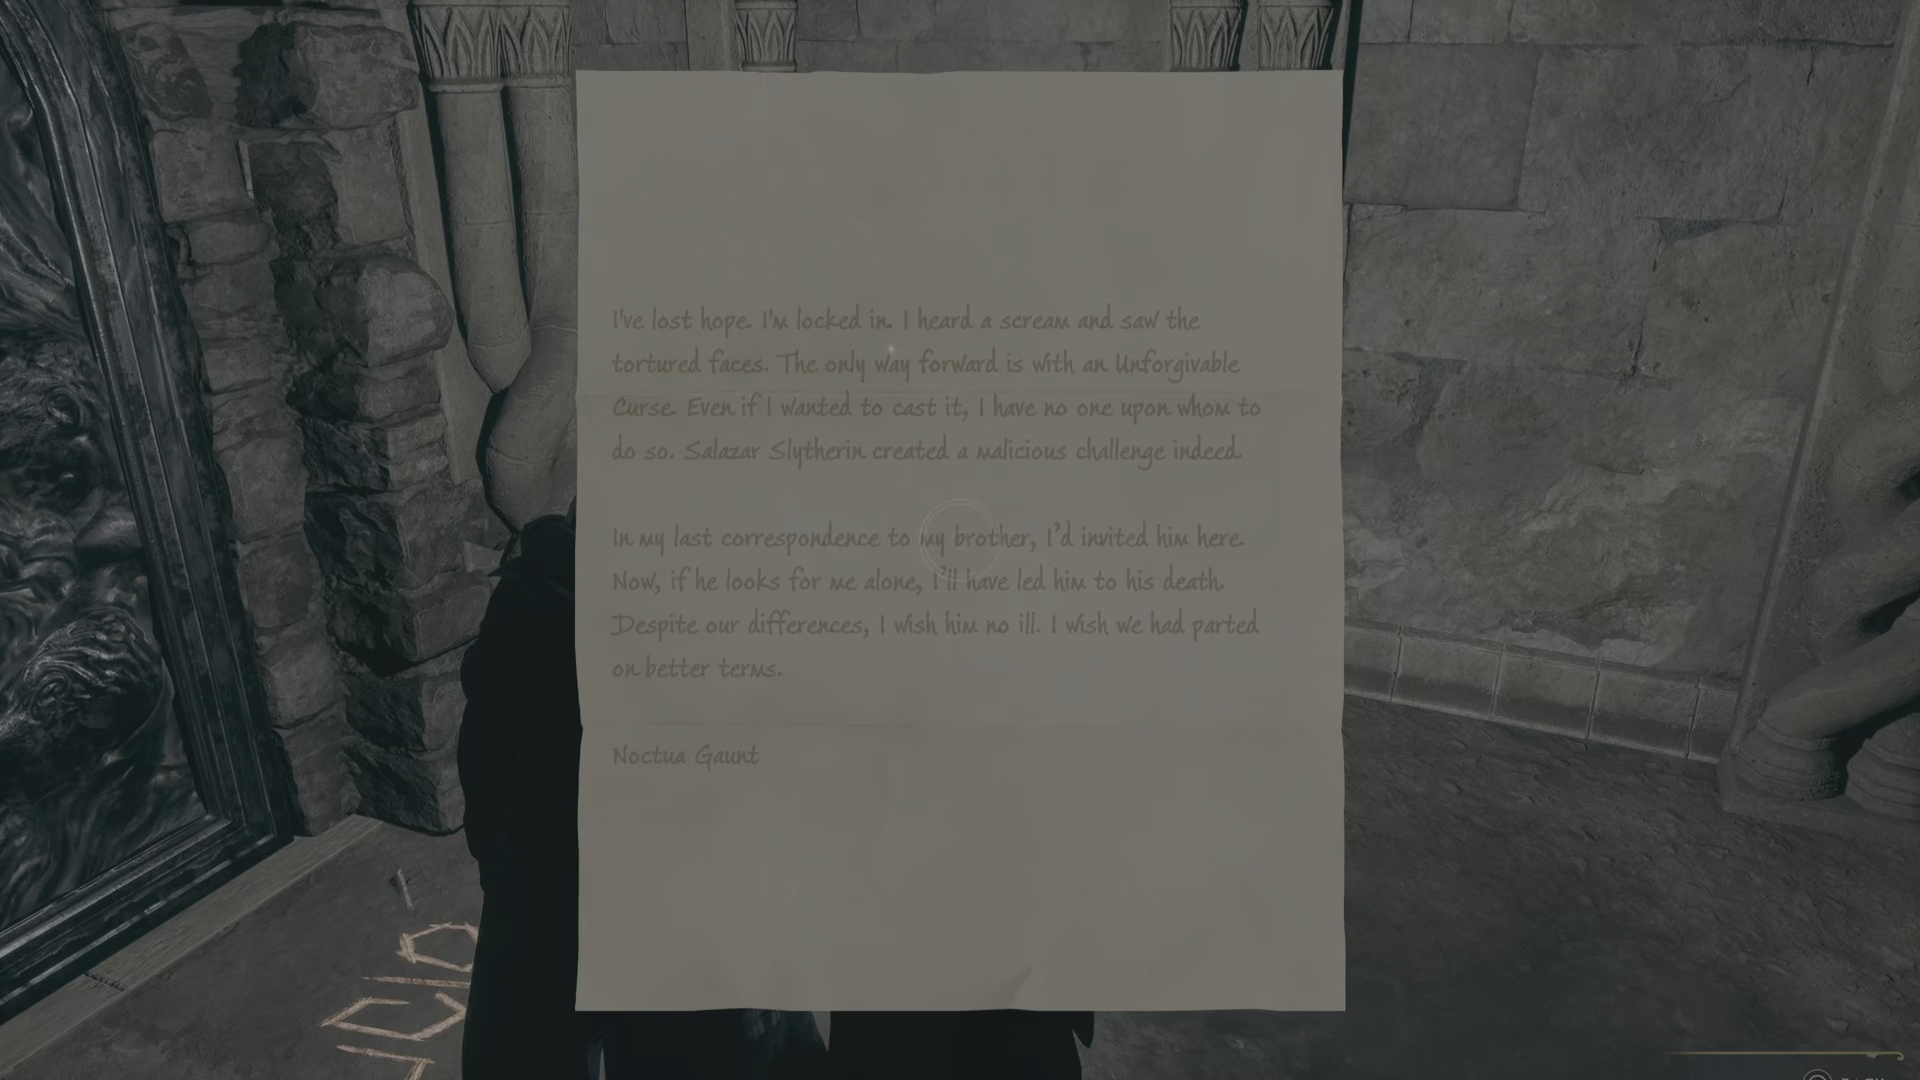 I've lost hope. I'm locked in. I heard a scream and saw the
tortured faces. The only way forward is with an Unforgivable
Curse. Even if I wanted to cast it, I have no one upon whom to
do so. Salazar Slytherin created a malicious challenge indeed.
In my last correspondence to my brother, I'd invited him here.
Now, if he looks for me alone, I'll have led him to his death.
Despite our differences, I wish him no ill. I wish we had parted
on better terms.
Noctua Gaunt